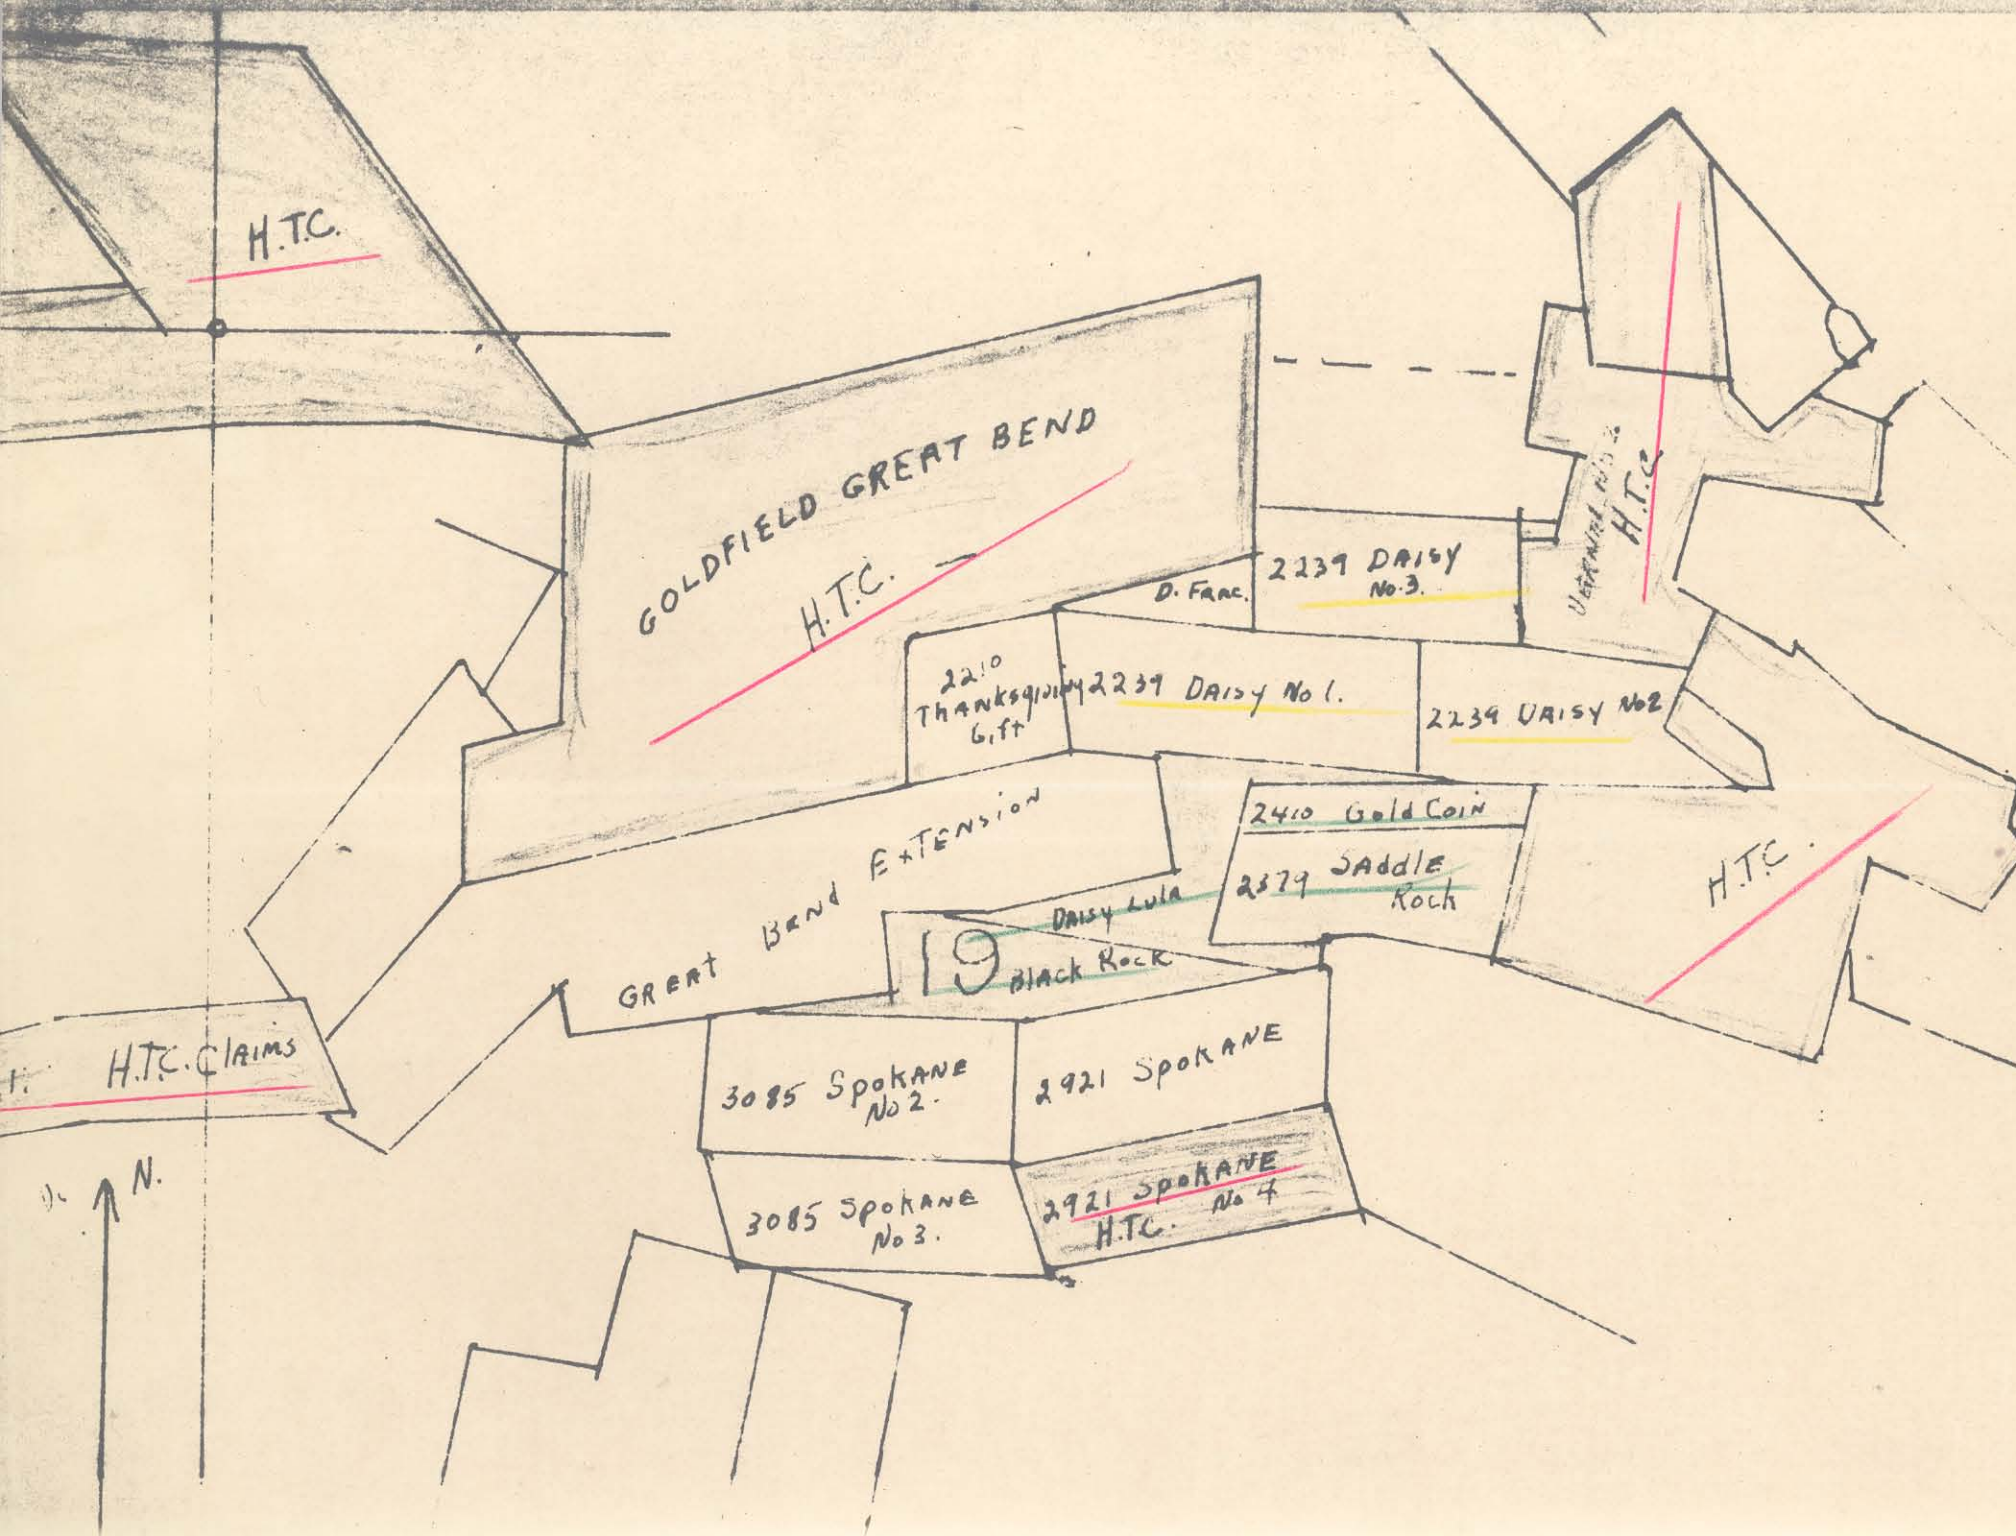 H.T.C.
GOLDFIELD GREAT BEND
H.T.C.
H.T.C.
2239 DAISY
No.3.
D. FRAC.
2210
THANKSgiving
Gift
2239 DAISY No 1.
2239 DAISY No2
2410 Gold Coin
2379 SADDLE
Rock
H.T.C.
GREAT BEND EXTENSION
DAISY LULA
19
BLACK ROCK
H.T.C. CLAIMS
N.
3085 SPOKANE
No 2.
2921 SPOKANE
3085 SPOKANE
No 3.
2921 SPOKANE
No 4
H.T.C.